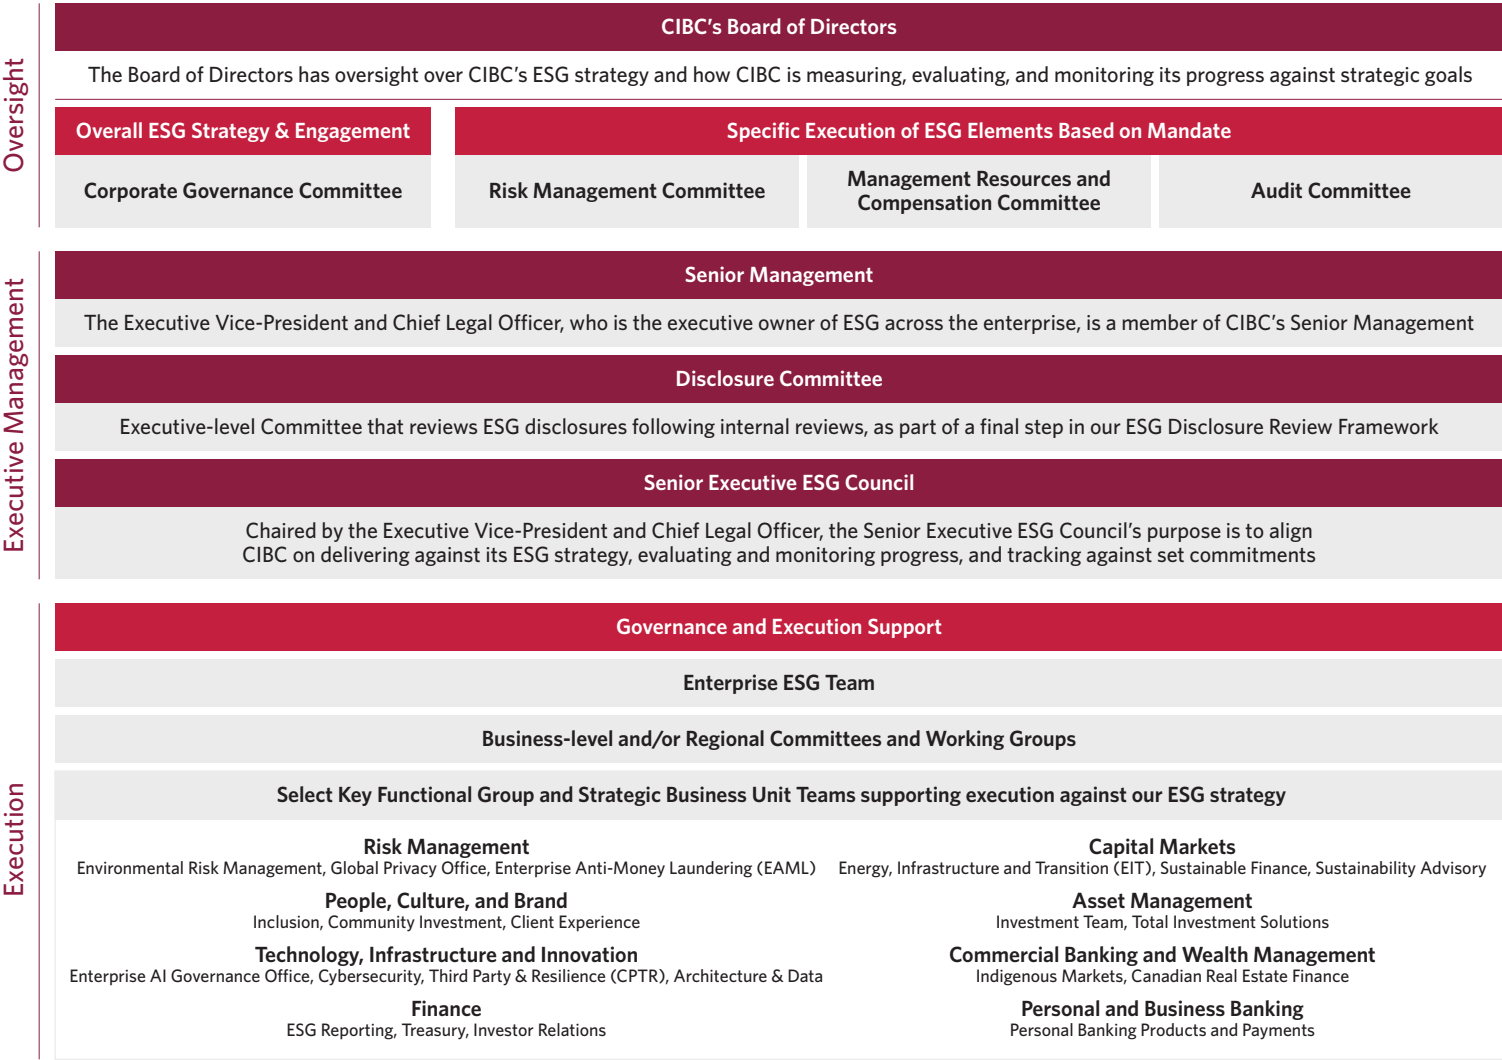 Oversight
CIBC’s Board of Directors
The Board of Directors has oversight over CIBC’s ESG strategy and how CIBC is measuring, evaluating, and monitoring its progress against strategic goals
Overall ESG Strategy & Engagement
Corporate Governance Committee
Specific Execution of ESG Elements Based on Mandate
Risk Management Committee
Management Resources and
Compensation Committee
Audit Committee
Executive Management
Senior Management
The Executive Vice-President and Chief Legal Officer, who is the executive owner of ESG across the enterprise, is a member of CIBC’s Senior Management
Disclosure Committee
Executive-level Committee that reviews ESG disclosures following internal reviews, as part of a final step in our ESG Disclosure Review Framework
Senior Executive ESG Council
Chaired by the Executive Vice-President and Chief Legal Officer, the Senior Executive ESG Council’s purpose is to align
CIBC on delivering against its ESG strategy, evaluating and monitoring progress, and tracking against set commitments
Execution
Governance and Execution Support
Enterprise ESG Team
Business-level and/or Regional Committees and Working Groups
Select Key Functional Group and Strategic Business Unit Teams supporting execution against our ESG strategy
Risk Management
Environmental Risk Management, Global Privacy Office, Enterprise Anti-Money Laundering (EAML)
People, Culture, and Brand
Inclusion, Community Investment, Client Experience
Technology, Infrastructure and Innovation
Enterprise AI Governance Office, Cybersecurity, Third Party & Resilience (CPTR), Architecture & Data
Finance
ESG Reporting, Treasury, Investor Relations
Capital Markets
Energy, Infrastructure and Transition (EIT), Sustainable Finance, Sustainability Advisory
Asset Management
Investment Team, Total Investment Solutions
Commercial Banking and Wealth Management
Indigenous Markets, Canadian Real Estate Finance
Personal and Business Banking
Personal Banking Products and Payments